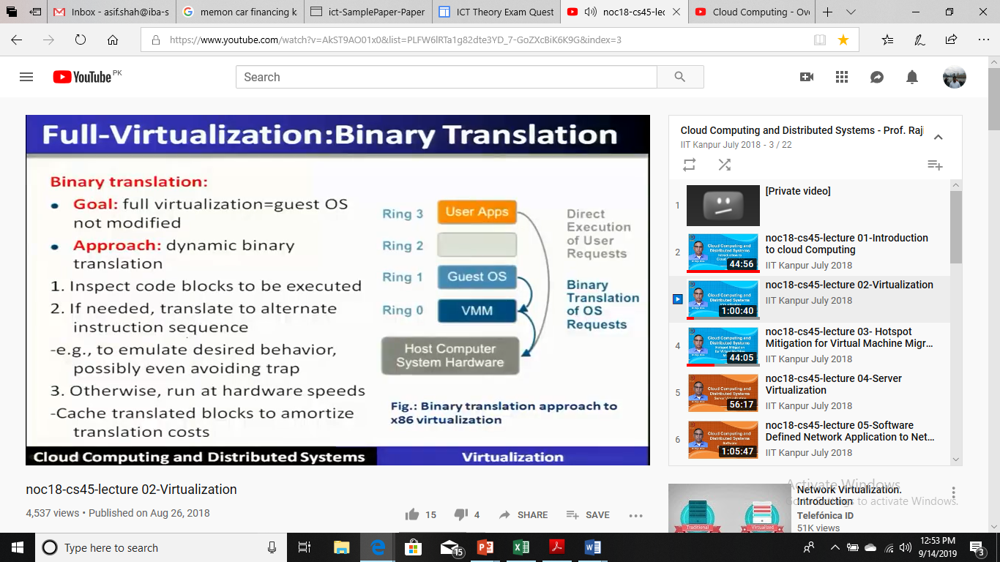 Inbox - asif.shah@iba-s
memon car financing k
ict-SamplePaper-Paper
ICT Theory Exam Quest
noc18-cs45-lec
Cloud Computing - Ove
https://www.youtube.com/watch?v=AkST9AO01x0&list=PLFW6lRTa1g82dte3YD_7-GoZXcBiK6K9G&index=3
YouTube PK
Search
Full-Virtualization:Binary Translation
Binary translation:
• Goal: full virtualization=guest OS
not modified
• Approach: dynamic binary
translation
1. Inspect code blocks to be executed
2. If needed, translate to alternate
instruction sequence
-e.g., to emulate desired behavior,
possibly even avoiding trap
3. Otherwise, run at hardware speeds
-Cache translated blocks to amortize
translation costs
Ring 3
User Apps
Ring 2
Ring 1
Guest OS
Ring 0
VMM
Host Computer
System Hardware
Direct
Execution
of User
Requests
Binary
Translation
of OS
Requests
Fig.: Binary translation approach to
x86 virtualization
Cloud Computing and Distributed Systems
Virtualization
noc18-cs45-lecture 02-Virtualization
4,537 views • Published on Aug 26, 2018
15
4
SHARE
SAVE
Cloud Computing and Distributed Systems - Prof. Raj
IIT Kanpur July 2018 - 3 / 22
1
[Private video]
2
44:56
noc18-cs45-lecture 01-Introduction
to cloud Computing
IIT Kanpur July 2018
1:00:40
noc18-cs45-lecture 02-Virtualization
IIT Kanpur July 2018
4
44:05
noc18-cs45-lecture 03- Hotspot
Mitigation for Virtual Machine Migr...
IIT Kanpur July 2018
5
56:17
noc18-cs45-lecture 04-Server
Virtualization
IIT Kanpur July 2018
6
1:05:47
noc18-cs45-lecture 05-Software
Defined Network Application to Net...
IIT Kanpur July 2018
Traditional
Virtualized
Network Virtualization.
Introduction
Telefónica ID
51K views
Activate Windows
Go to Settings to activate Windows.
Type here to search
15
12:53 PM
9/14/2019
3